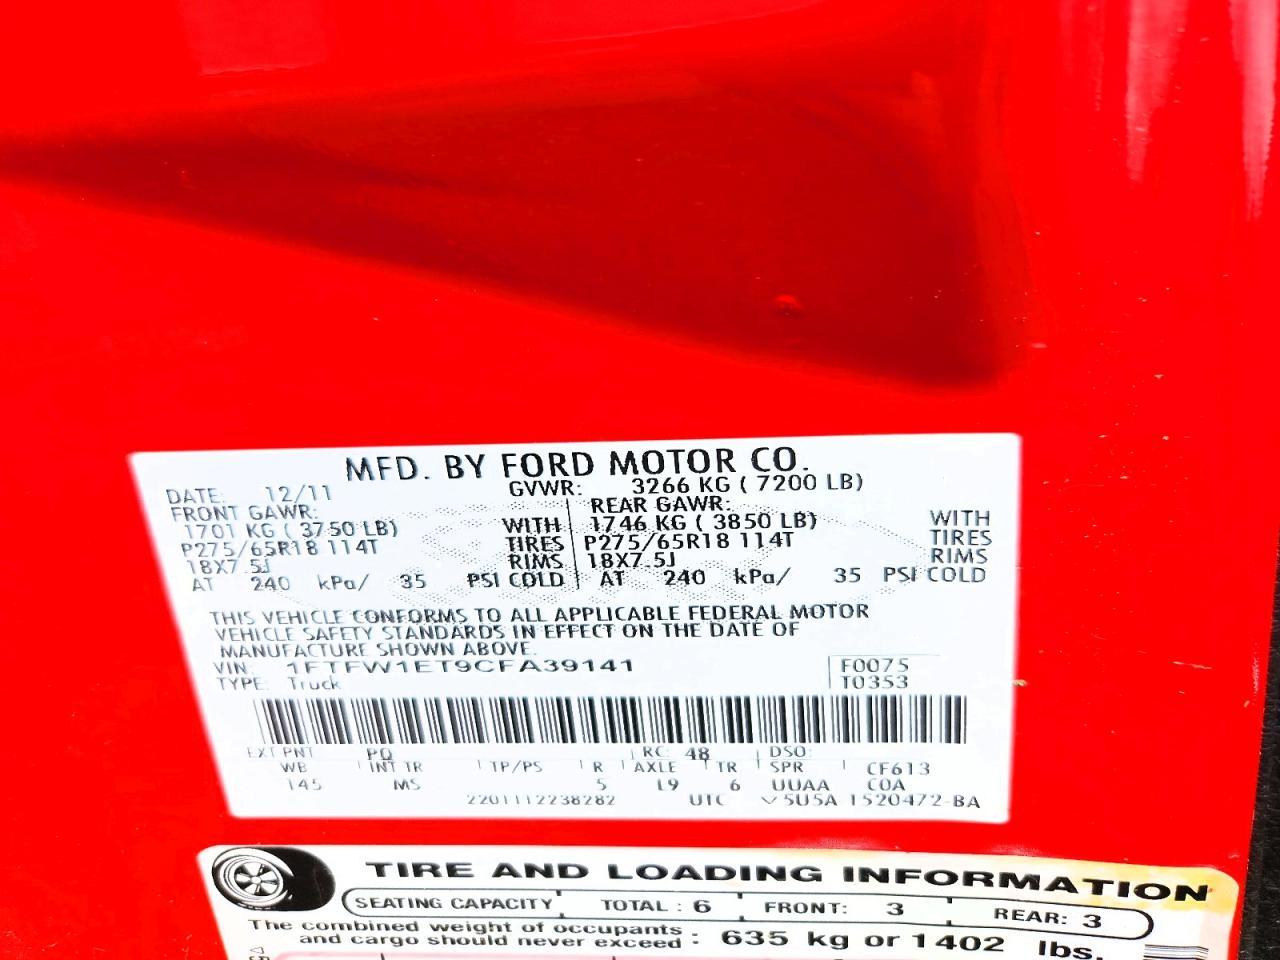 MFD. BY FORD MOTOR CO.
DATE: 12/11 GVWR: 3266 KG ( 7200 LB)
FRONT GAWR: REAR GAWR:
1701 KG ( 3750 LB) WITH 1746 KG ( 3850 LB) WITH
P275/65R18 114T TIRES P275/65R18 114T TIRES
18X7.5J RIMS 18X7.5J RIMS
AT 240 kPa/ 35 PSI COLD AT 240 kPa/ 35 PSI COLD
THIS VEHICLE CONFORMS TO ALL APPLICABLE FEDERAL MOTOR
VEHICLE SAFETY STANDARDS IN EFFECT ON THE DATE OF
MANUFACTURE SHOWN ABOVE.
VIN: 1FTFW1ET9CFA39141 F0075
TYPE: Truck T0353
EXT PNT PQ RC: 48 DSO:
WB INT TR TP/PS R AXLE TR SPR CF613
145 MS 5 L9 6 UUAA COA
2201112238282 UTC 5U5A 1520472-BA
TIRE AND LOADING INFORMATION
SEATING CAPACITY TOTAL : 6 FRONT: 3 REAR: 3
The combined weight of occupants
and cargo should never exceed : 635 kg or 1402 lbs.